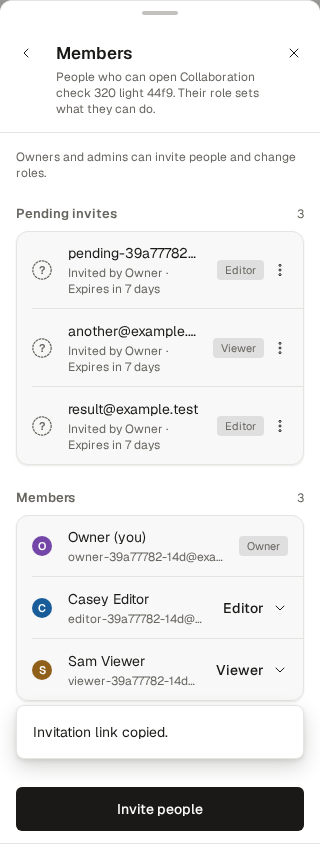 Members
People who can open Collaboration
check 320 light 44f9. Their role sets
what they can do.
Owners and admins can invite people and change
roles.
Pending invites 3
? pending-39a77782... Editor
Invited by Owner ·
Expires in 7 days
? another@example.... Viewer
Invited by Owner ·
Expires in 7 days
? result@example.test Editor
Invited by Owner ·
Expires in 7 days
Members 3
O Owner (you) Owner
owner-39a77782-14d@exa...
C Casey Editor Editor
editor-39a77782-14d@...
S Sam Viewer Viewer
viewer-39a77782-14d...
Invitation link copied.
Invite people